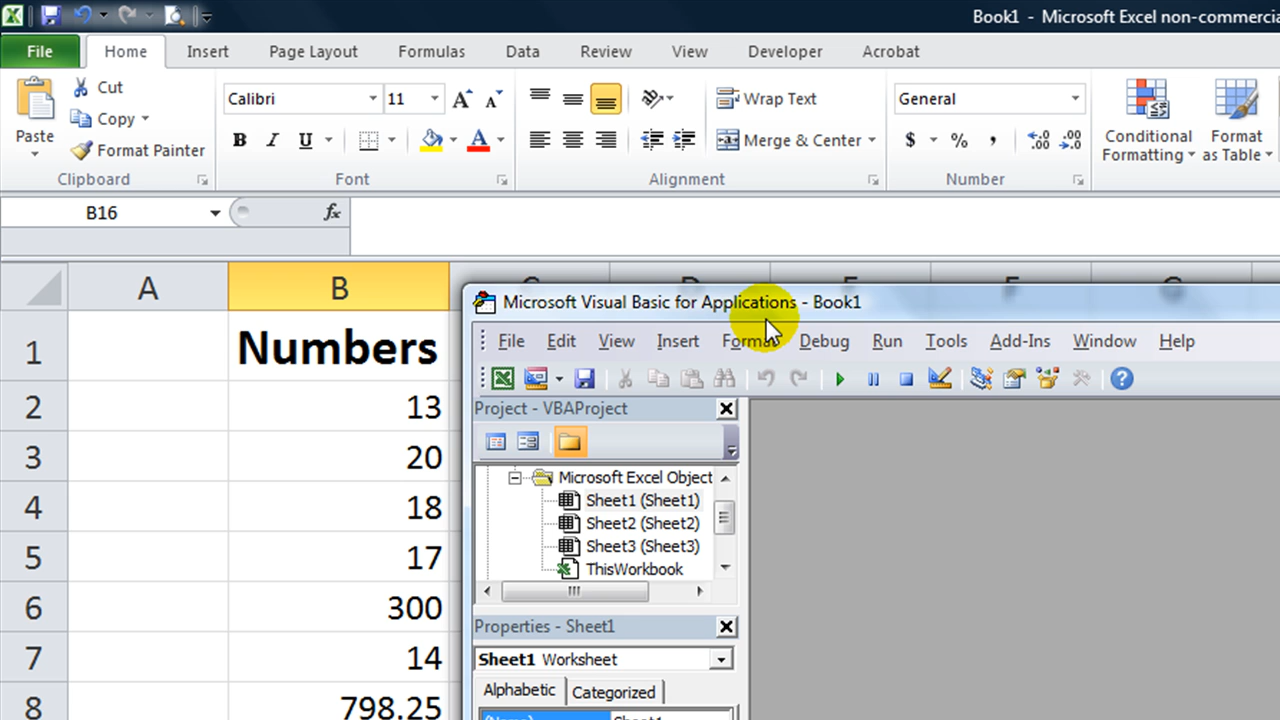 Book1 - Microsoft Excel non-commercia
File Home Insert Page Layout Formulas Data Review View Developer Acrobat
Paste
Cut
Copy
Format Painter
Clipboard
Calibri 11
B I U
Font
Wrap Text
Merge & Center
Alignment
General
$ % ,
Number
Conditional
Formatting
Format
as Table
B16
fx
A B
1 Numbers
2 13
3 20
4 18
5 17
6 300
7 14
8 798.25
Microsoft Visual Basic for Applications - Book1
File Edit View Insert Format Debug Run Tools Add-Ins Window Help
Project - VBAProject
Microsoft Excel Object
Sheet1 (Sheet1)
Sheet2 (Sheet2)
Sheet3 (Sheet3)
ThisWorkbook
Properties - Sheet1
Sheet1 Worksheet
Alphabetic Categorized
(Name) Sheet1